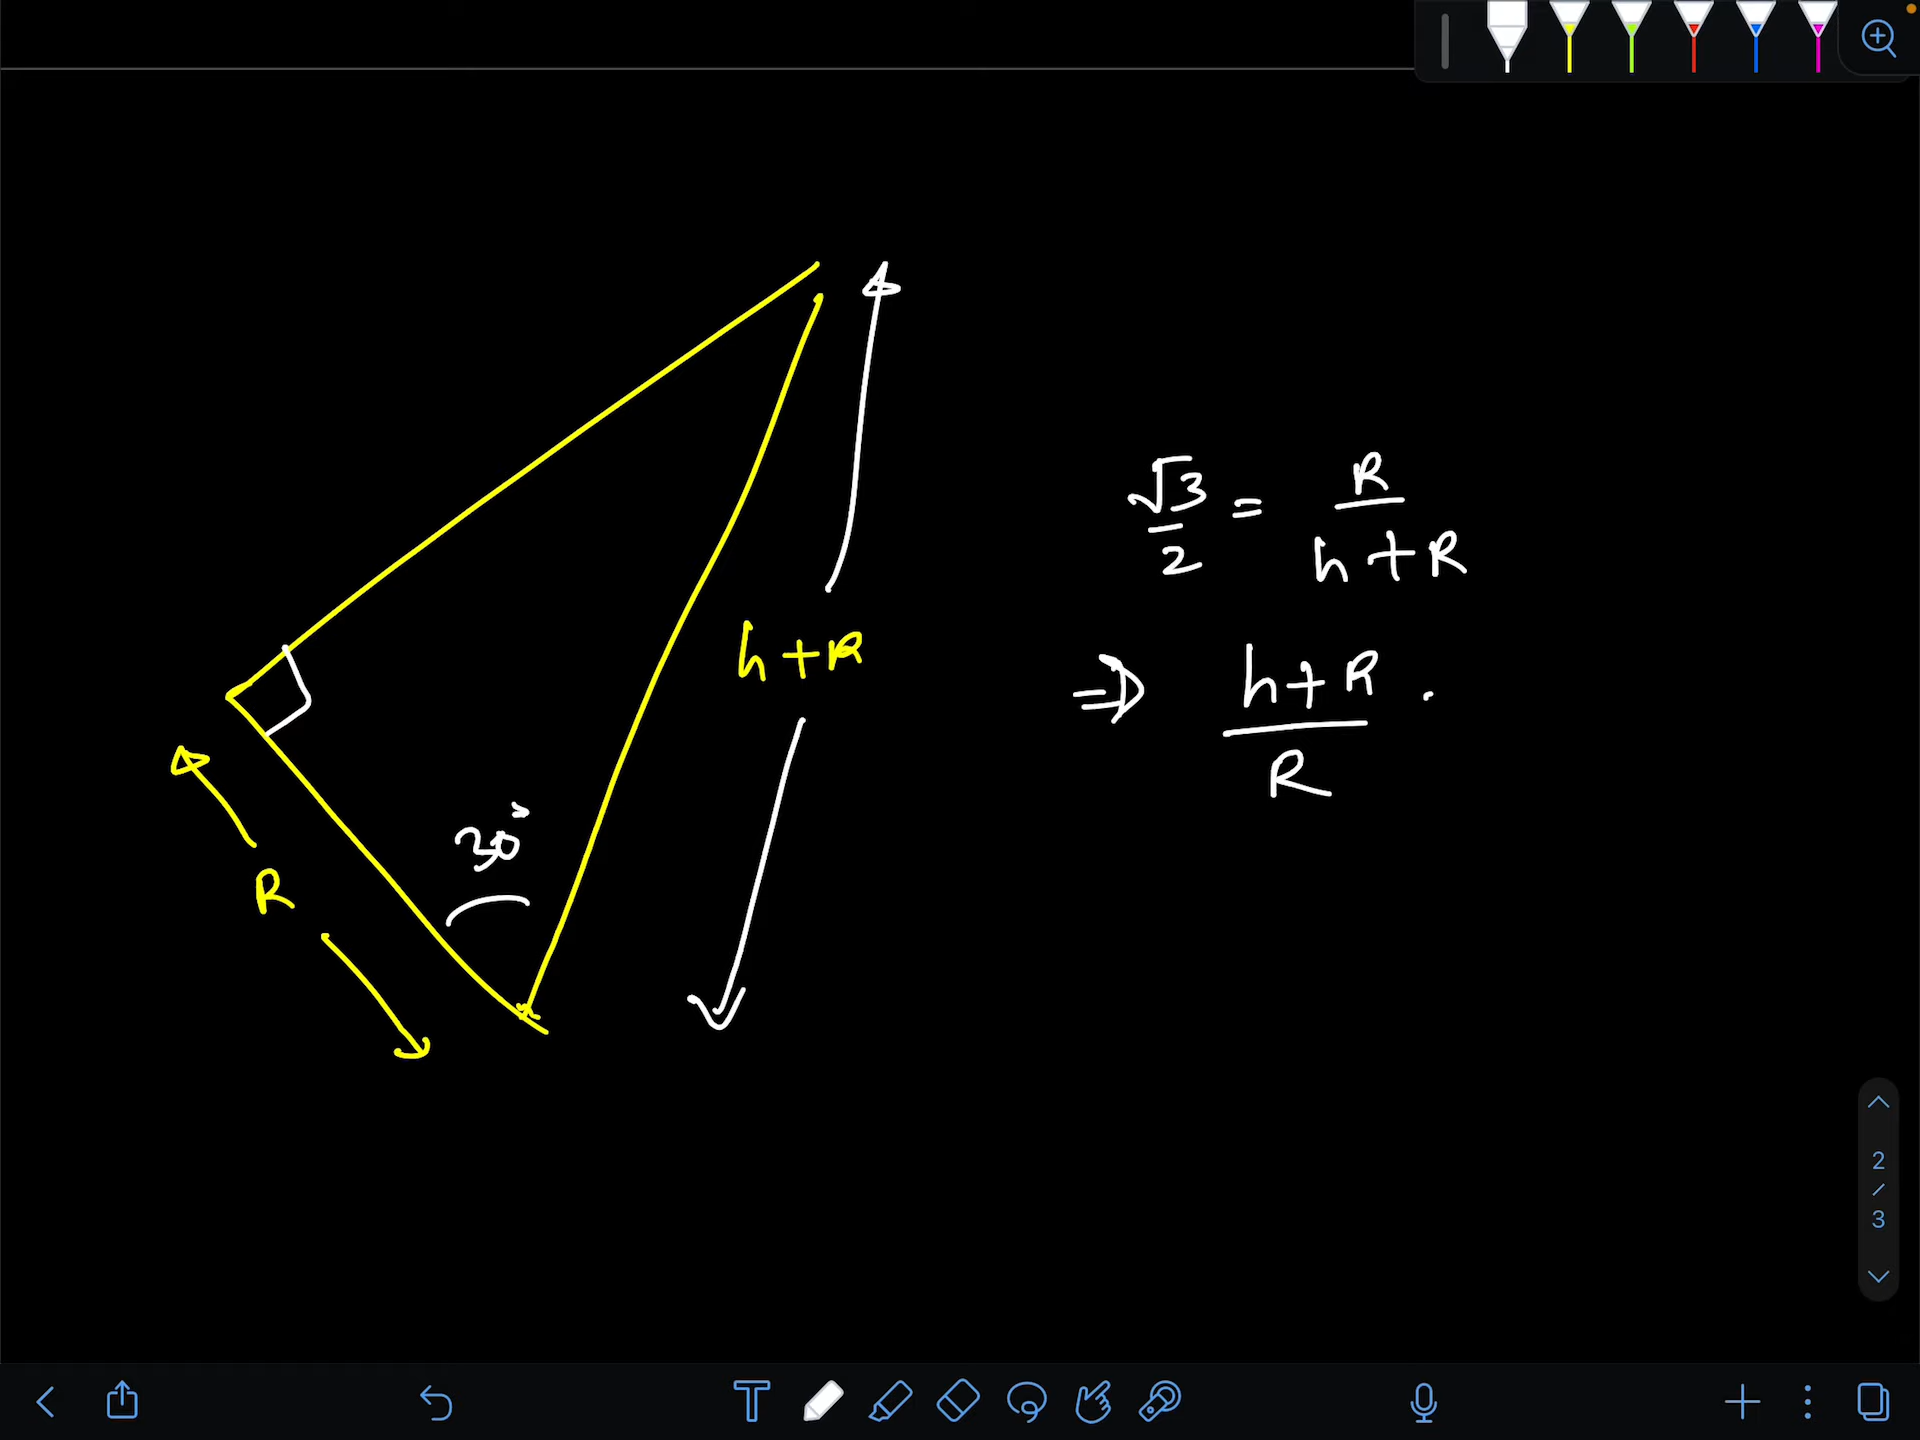 √3/2 = R/h+R
h+R
⇒ h+R/R .
30°
R
2
/
3
T